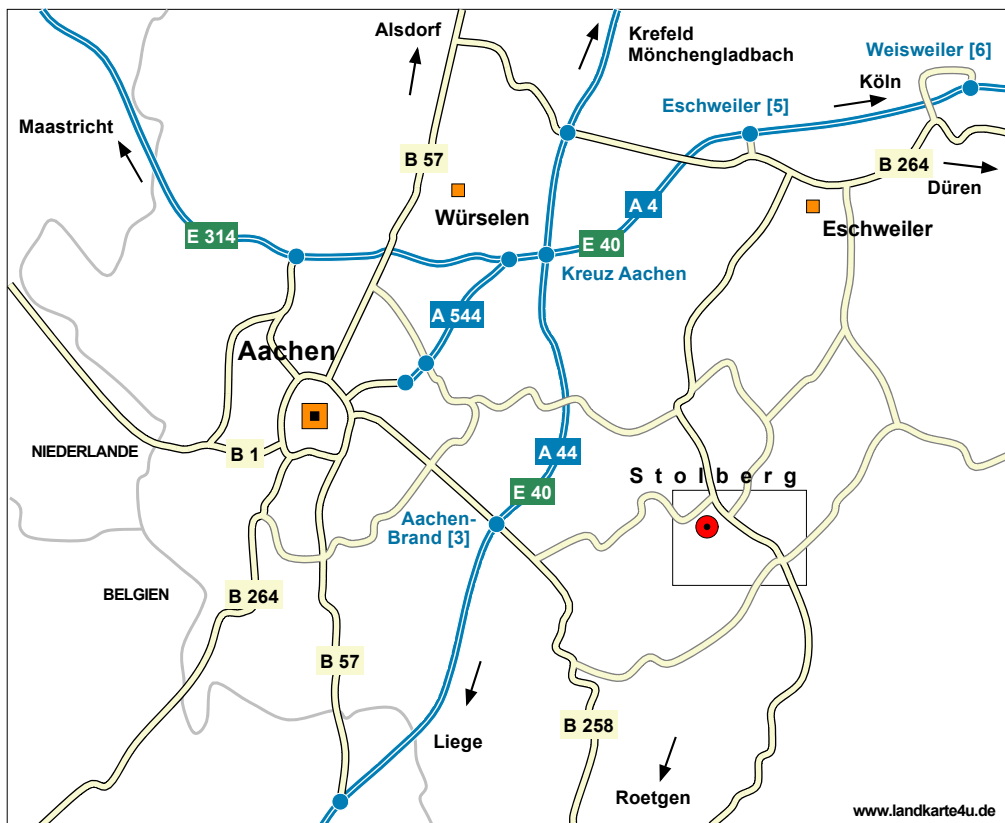 Alsdorf
Krefeld
Mönchengladbach
Weisweiler [6]
Köln
Eschweiler [5]
Maastricht
B 57
B 264
Düren
Würselen
A 4
Eschweiler
E 314
E 40
Kreuz Aachen
A 544
Aachen
NIEDERLANDE
B 1
A 44
Stolberg
E 40
Aachen-
Brand [3]
BELGIEN
B 264
B 57
B 258
Liege
Roetgen
www.landkarte4u.de